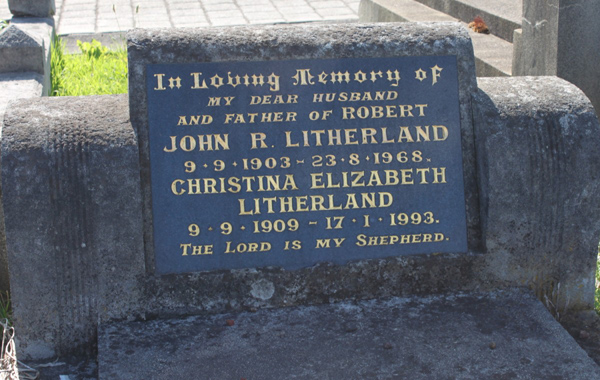 In Loving Memory of
MY DEAR HUSBAND
AND FATHER OF ROBERT
JOHN R. LITHERLAND
9·9·1903 - 23·8·1968.
CHRISTINA ELIZABETH
LITHERLAND
9·9·1909 - 17·1·1993.
THE LORD IS MY SHEPHERD.